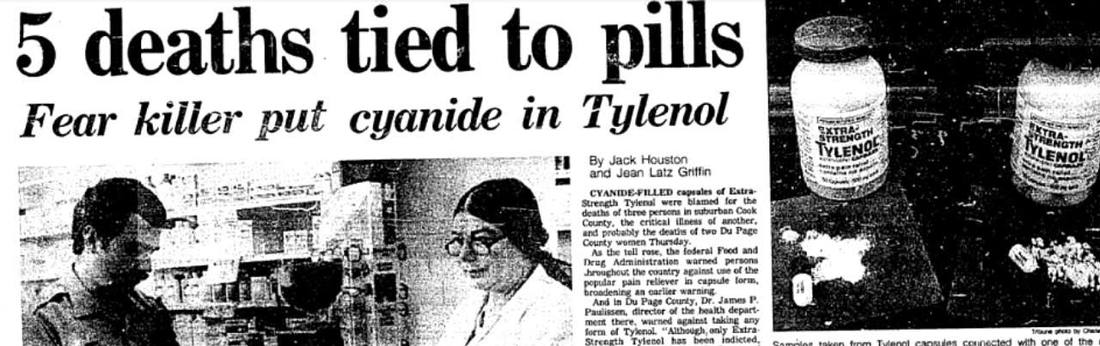 5 deaths tied to pills
Fear killer put cyanide in Tylenol
By Jack Houston
and Jean Latz Griffin
CYANIDE-FILLED capsules of Extra-
Strength Tylenol were blamed for the
deaths of three persons in suburban Cook
County, the critical illness of another,
and probably the deaths of two Du Page
County women Thursday.
As the toll rose, the federal Food and
Drug Administration warned persons
throughout the country against use of the
popular pain reliever in capsule form,
broadening an earlier warning.
And in Du Page County, Dr. James P.
Paulissen, director of the health depart-
ment there, warned against taking any
form of Tylenol. "Although, only Extra-
Strength Tylenol has been indicted,
EXTRA-
STRENGTH
TYLENOL
EXTRA-
STRENGTH
TYLENOL
Tribune photo by
Samples taken from Tylenol capsules connected with one of the